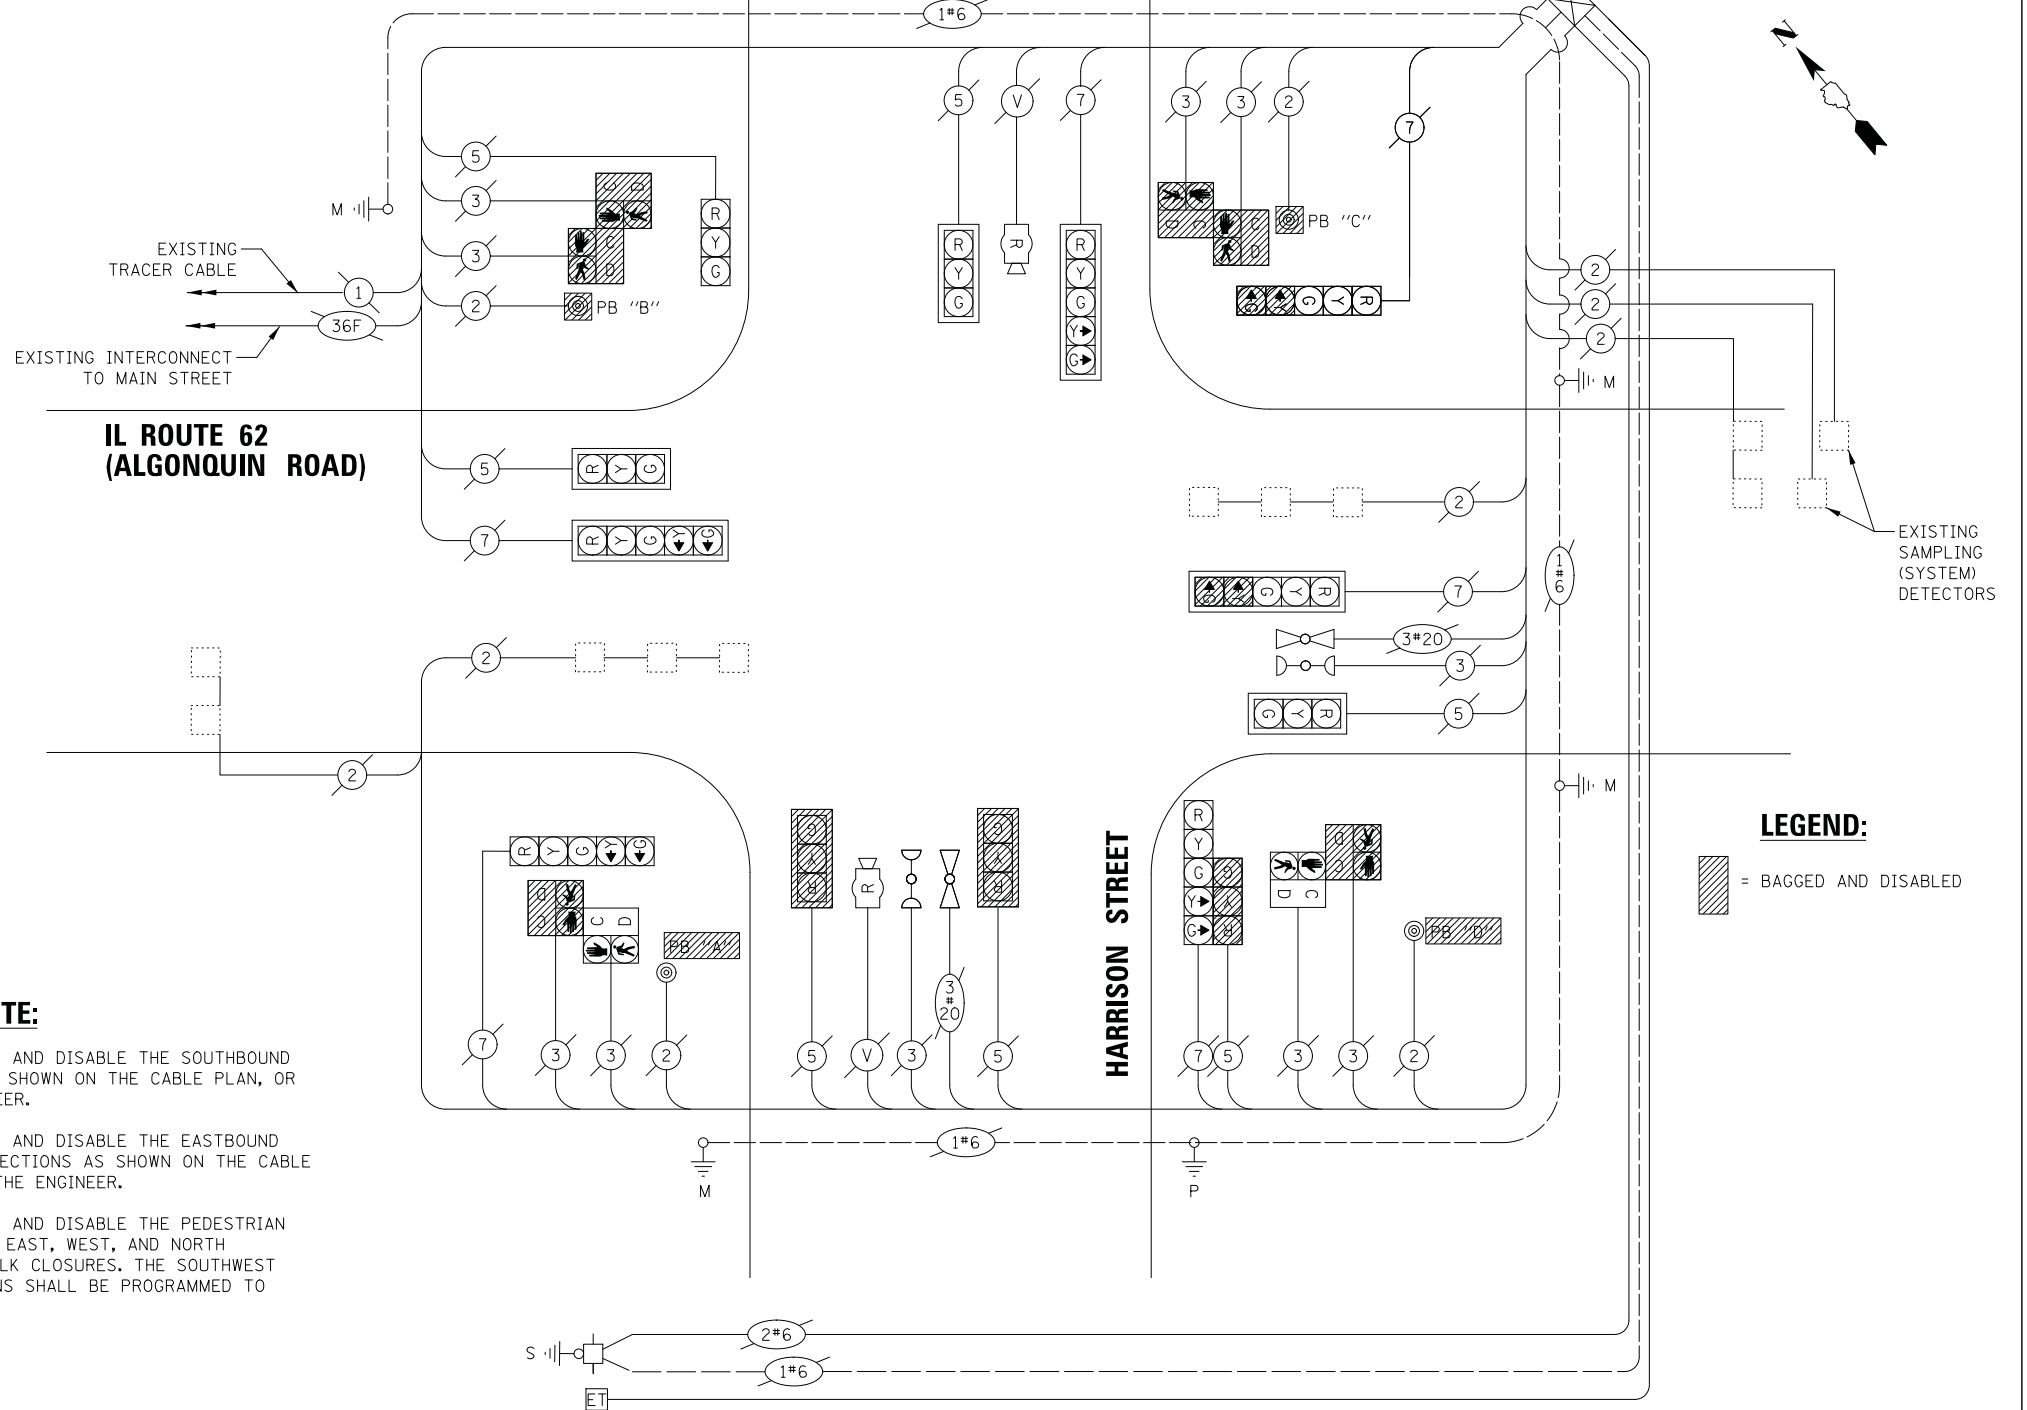 1#6
N
5
V
7
3
3
2
7
5
3
3
2
C D
C
D
R
Y
G
M
EXISTING
TRACER CABLE
1
36F
PB "B"
EXISTING INTERCONNECT
TO MAIN STREET
R
Y
G
R
R
Y
G
Y
G
D C
C
D
PB "C"
G Y G Y R
2
2
2
M
IL ROUTE 62
(ALGONQUIN ROAD)
5
R Y G
7
R Y G Y G
2
EXISTING
SAMPLING
(SYSTEM)
DETECTORS
1
#
6
G Y G Y R
7
3#20
3
G Y R
5
2
2
M
LEGEND:
= BAGGED AND DISABLED
R Y G Y G
D
C
C D
PB "A"
G
Y
R
R
G
Y
R
HARRISON STREET
R
Y
G
Y
G
G
Y
R
D C
D
C
PB "D"
7
3
3
2
5
V
3
3
#
20
5
7
5
3
3
2
TE:
AND DISABLE THE SOUTHBOUND
SHOWN ON THE CABLE PLAN, OR
EER.
AND DISABLE THE EASTBOUND
ECTIONS AS SHOWN ON THE CABLE
THE ENGINEER.
AND DISABLE THE PEDESTRIAN
EAST, WEST, AND NORTH
LK CLOSURES. THE SOUTHWEST
NS SHALL BE PROGRAMMED TO
1#6
M
P
S
2#6
1#6
ET